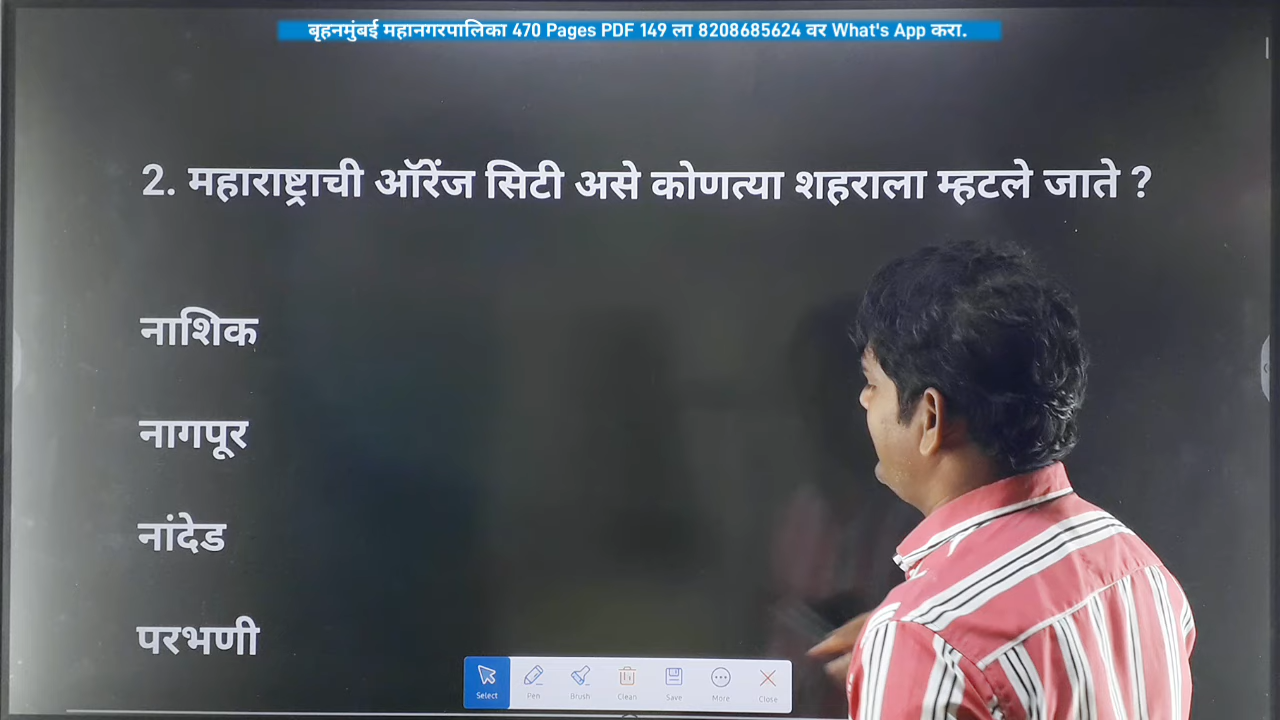 बृहनमुंबई महानगरपालिका 470 Pages PDF 149 ला 8208685624 वर What's App करा.
2. महाराष्ट्राची ऑरेंज सिटी असे कोणत्या शहराला म्हटले जाते ?
नाशिक
नागपूर
नांदेड
परभणी
Select Pen Brush Clean Save More Close